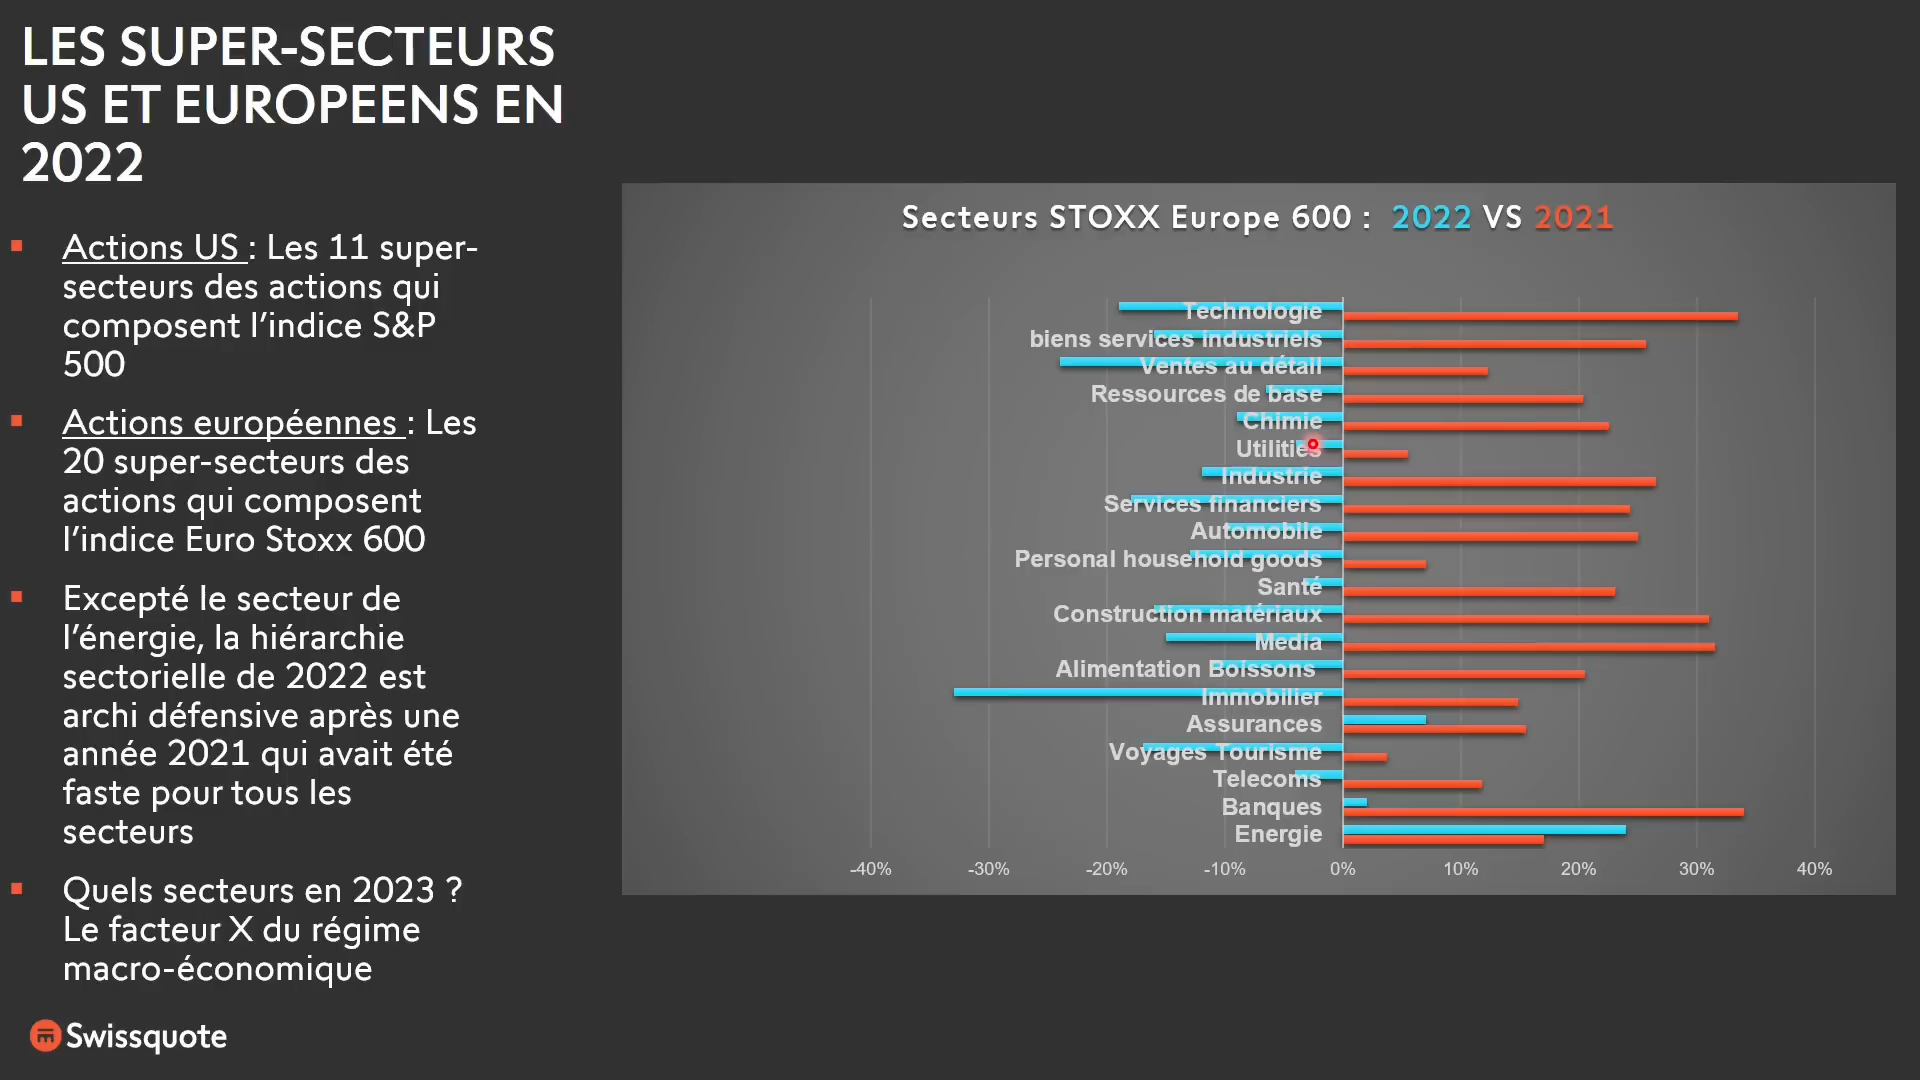 LES SUPER-SECTEURS
US ET EUROPEENS EN
2022
Actions US : Les 11 super-
secteurs des actions qui
composent l’indice S&P
500
Actions européennes : Les
20 super-secteurs des
actions qui composent
l’indice Euro Stoxx 600
Excepté le secteur de
l’énergie, la hiérarchie
sectorielle de 2022 est
archi défensive après une
année 2021 qui avait été
faste pour tous les
secteurs
Quels secteurs en 2023 ?
Le facteur X du régime
macro-économique
Swissquote
Secteurs STOXX Europe 600 : 2022 VS 2021
Technologie
biens services industriels
Ventes au détail
Ressources de base
Chimie
Utilities
Industrie
Services financiers
Automobile
Personal household goods
Santé
Construction matériaux
Media
Alimentation Boissons
Immobilier
Assurances
Voyages Tourisme
Telecoms
Banques
Energie
-40% -30% -20% -10% 0% 10% 20% 30% 40%